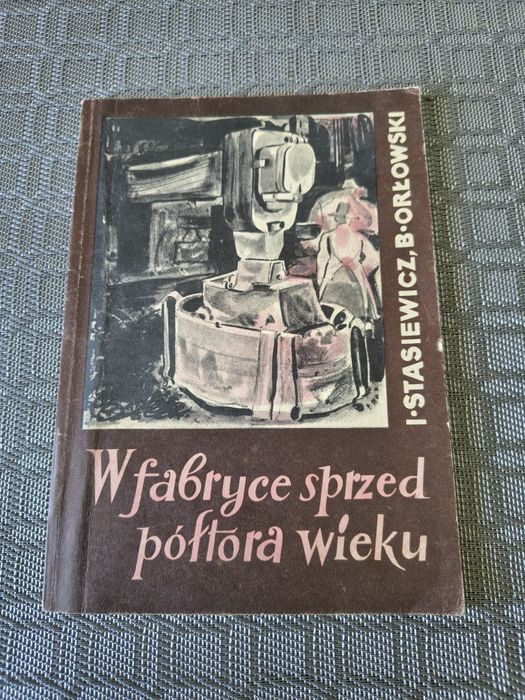 I·STASIEWICZ, B·ORŁOWSKI
W fabryce sprzed
półtora wieku